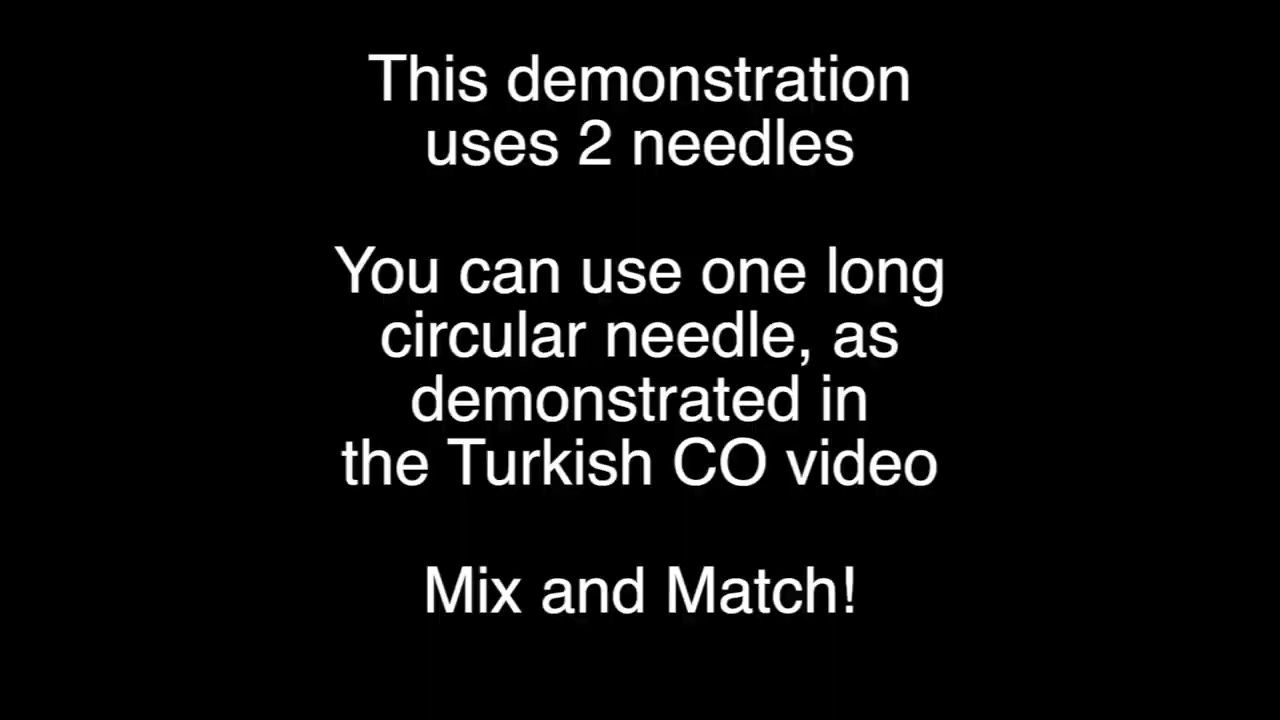 This demonstration
uses 2 needles
You can use one long
circular needle, as
demonstrated in
the Turkish CO video
Mix and Match!